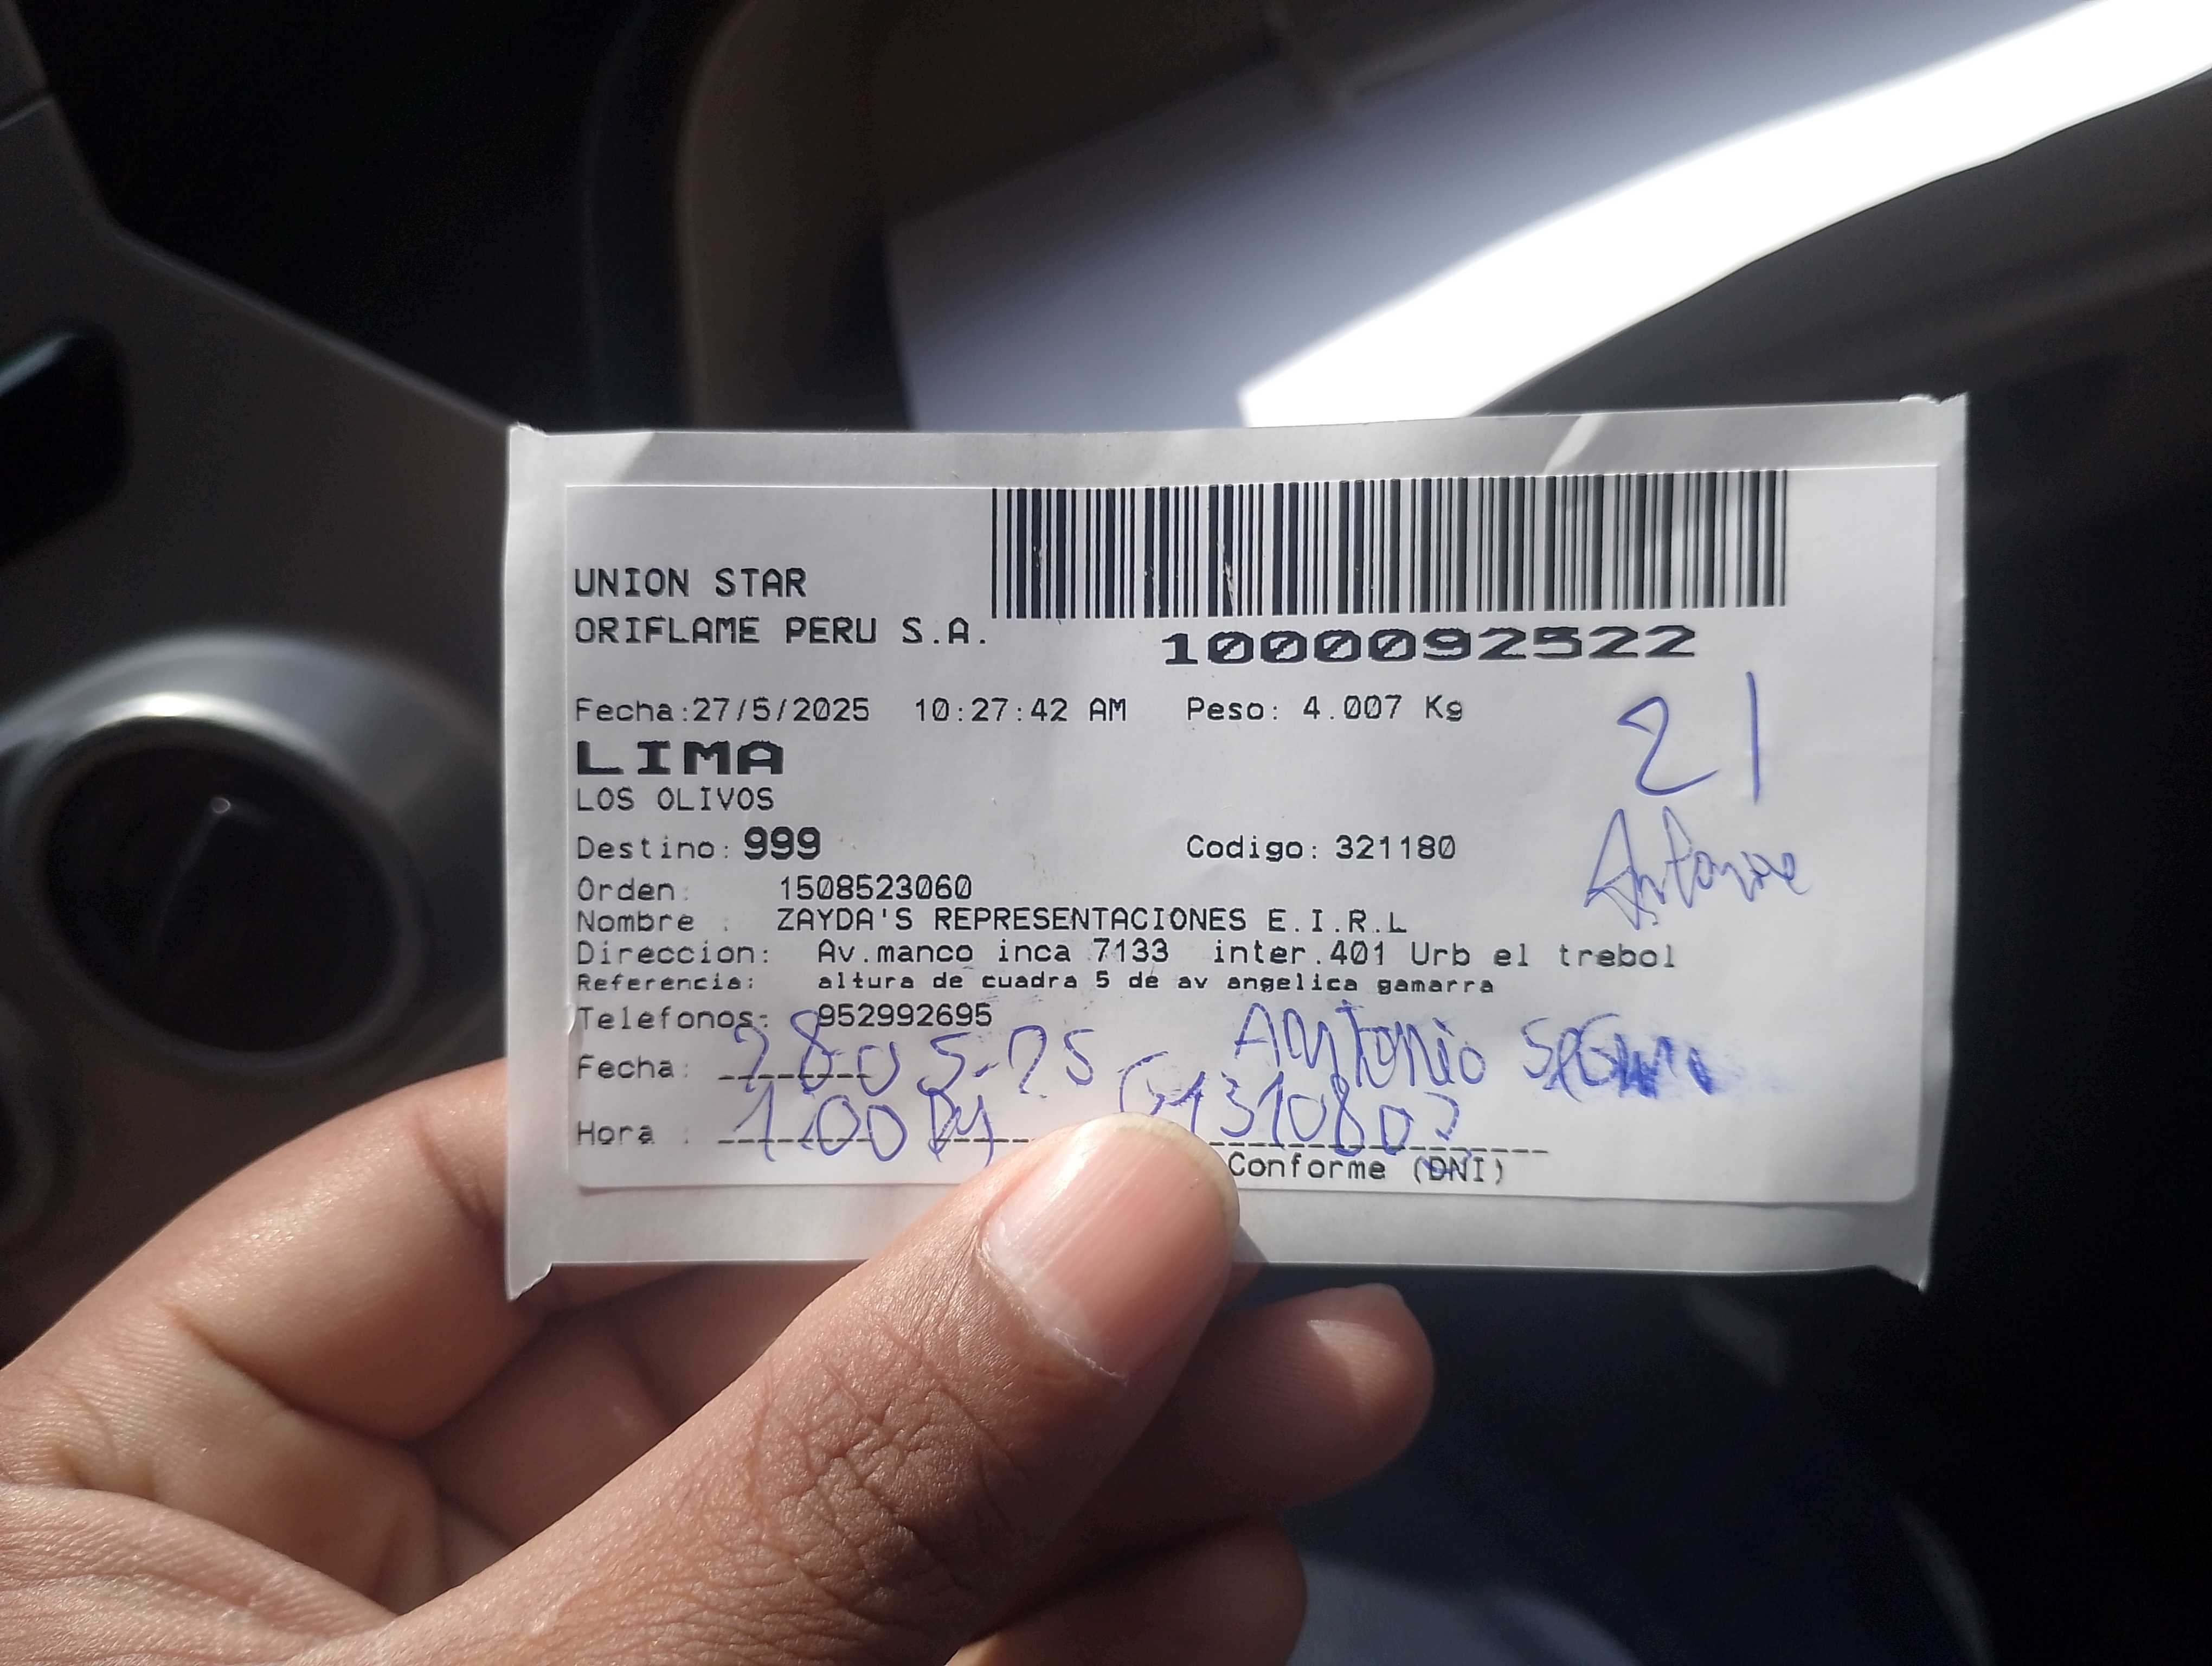 UNION STAR
ORIFLAME PERU S.A.
1000092522
Fecha:27/5/2025 10:27:42 AM Peso: 4.007 Kg
21
LIMA
LOS OLIVOS
Destino: 999 Codigo: 321180
Orden: 1508523060
Nombre : ZAYDA'S REPRESENTACIONES E.I.R.L
Direccion: Av.manco inca 7133 inter.401 Urb el trebol
Referencia: altura de cuadra 5 de av angelica gamarra
Telefonos: 952992695
Antonio
Fecha: 28-05-25
Hora : 1:00
Conforme (DNI)